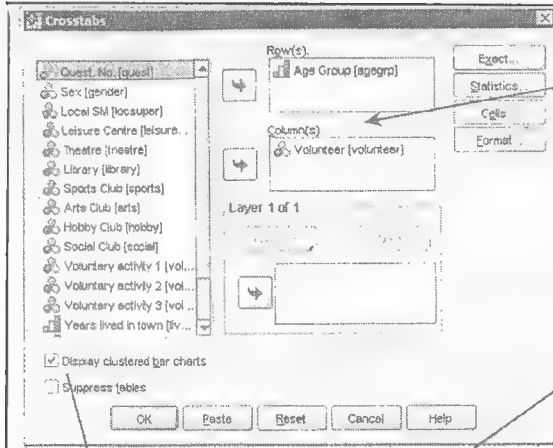 Crosstabs
Quest. No. [quest]
Sex [gender]
Local SM [locsuper]
Leisure Centre [leisure...
Theatre [theatre]
Library [library]
Sports Club [sports]
Arts Club [arts]
Hobby Club [hobby]
Social Club [social]
Voluntary activity 1 [vol...
Voluntary activity 2 [vol...
Voluntary activity 3 [vol...
Years lived in town [liv...
Row(s).
Age Group [agegrp]
Column(s)
Volunteer [volunteer]
Layer 1 of 1
Exact...
Statistics...
Cells
Format...
Display clustered bar charts
Suppress tables
OK
Paste
Reset
Cancel
Help